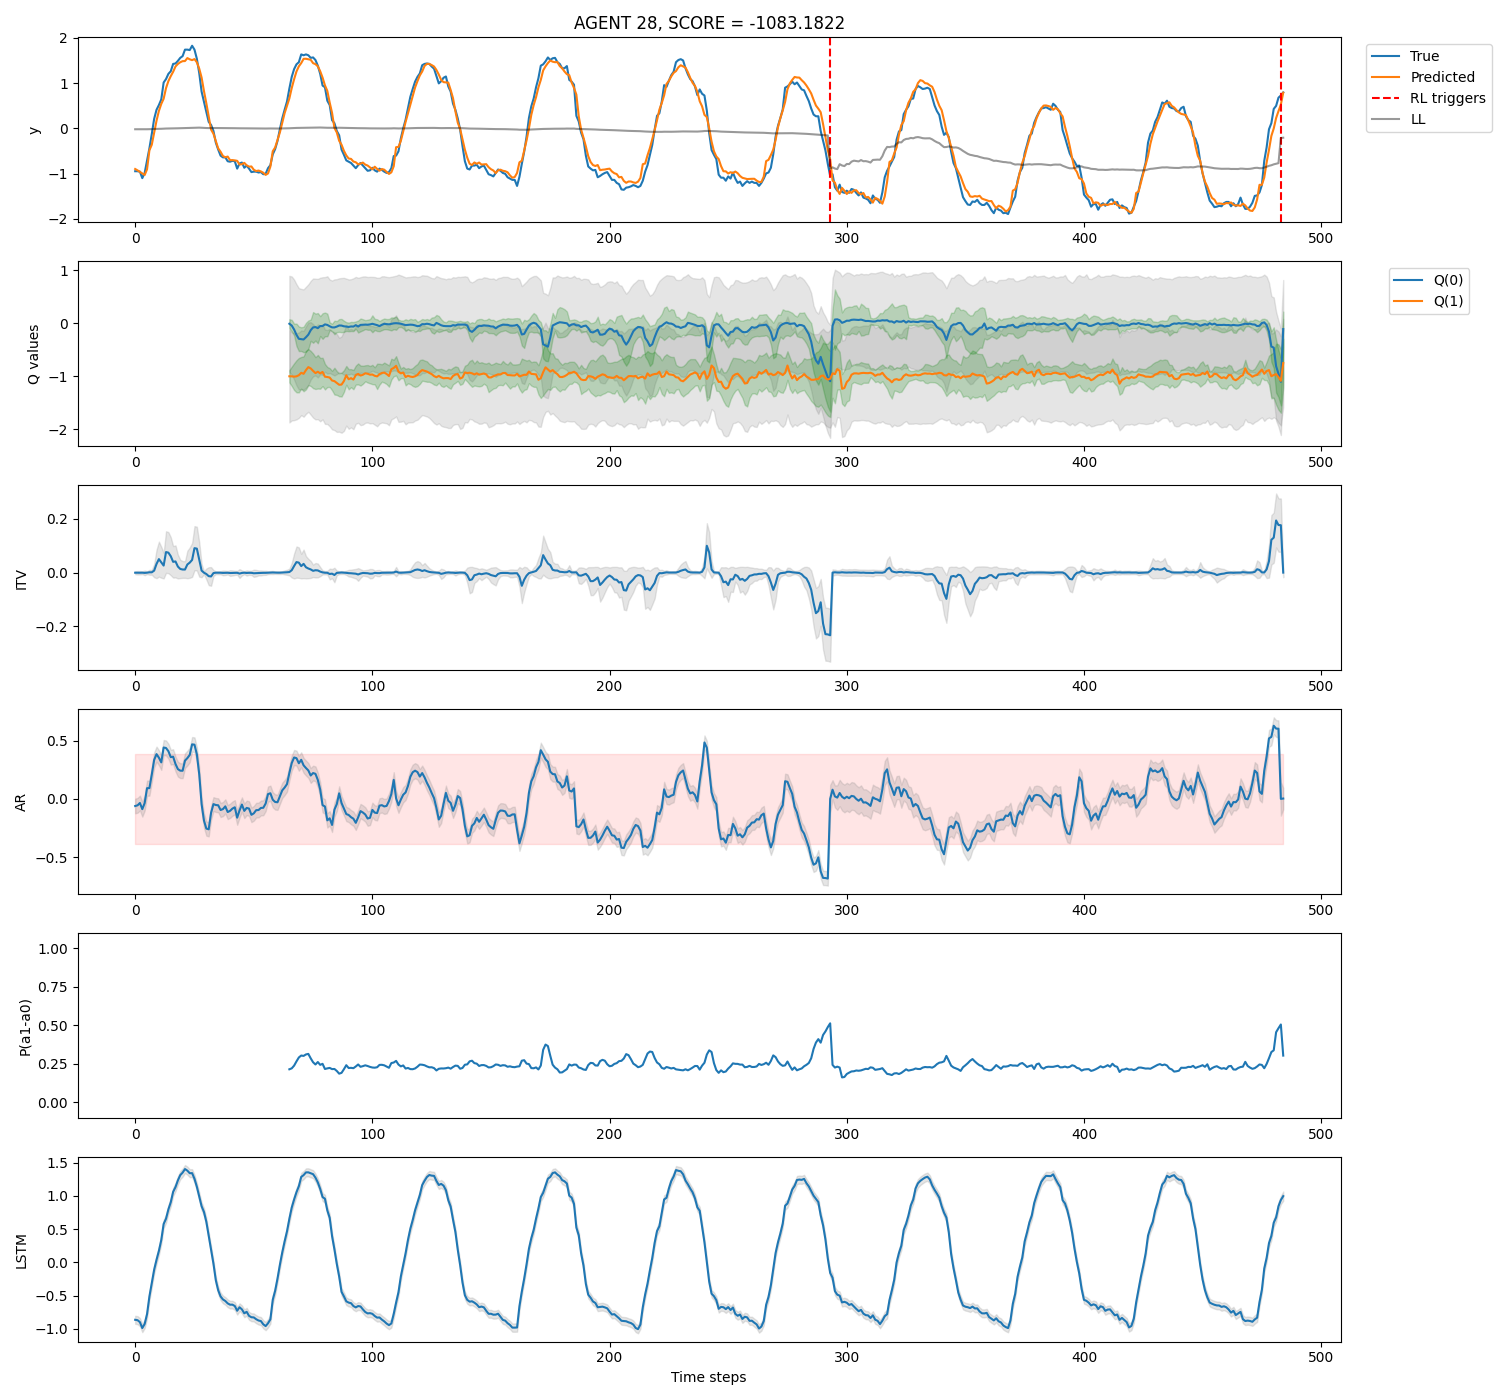 AGENT 28, SCORE = -1083.1822
y
2
1
0
−1
−2
0 100 200 300 400 500
True
Predicted
RL triggers
LL
Q values
1
0
−1
−2
0 100 200 300 400 500
Q(0)
Q(1)
ITV
0.2
0.0
−0.2
0 100 200 300 400 500
AR
0.5
0.0
−0.5
0 100 200 300 400 500
P(a1-a0)
1.00
0.75
0.50
0.25
0.00
0 100 200 300 400 500
LSTM
1.5
1.0
0.5
0.0
−0.5
−1.0
0 100 200 300 400 500
Time steps